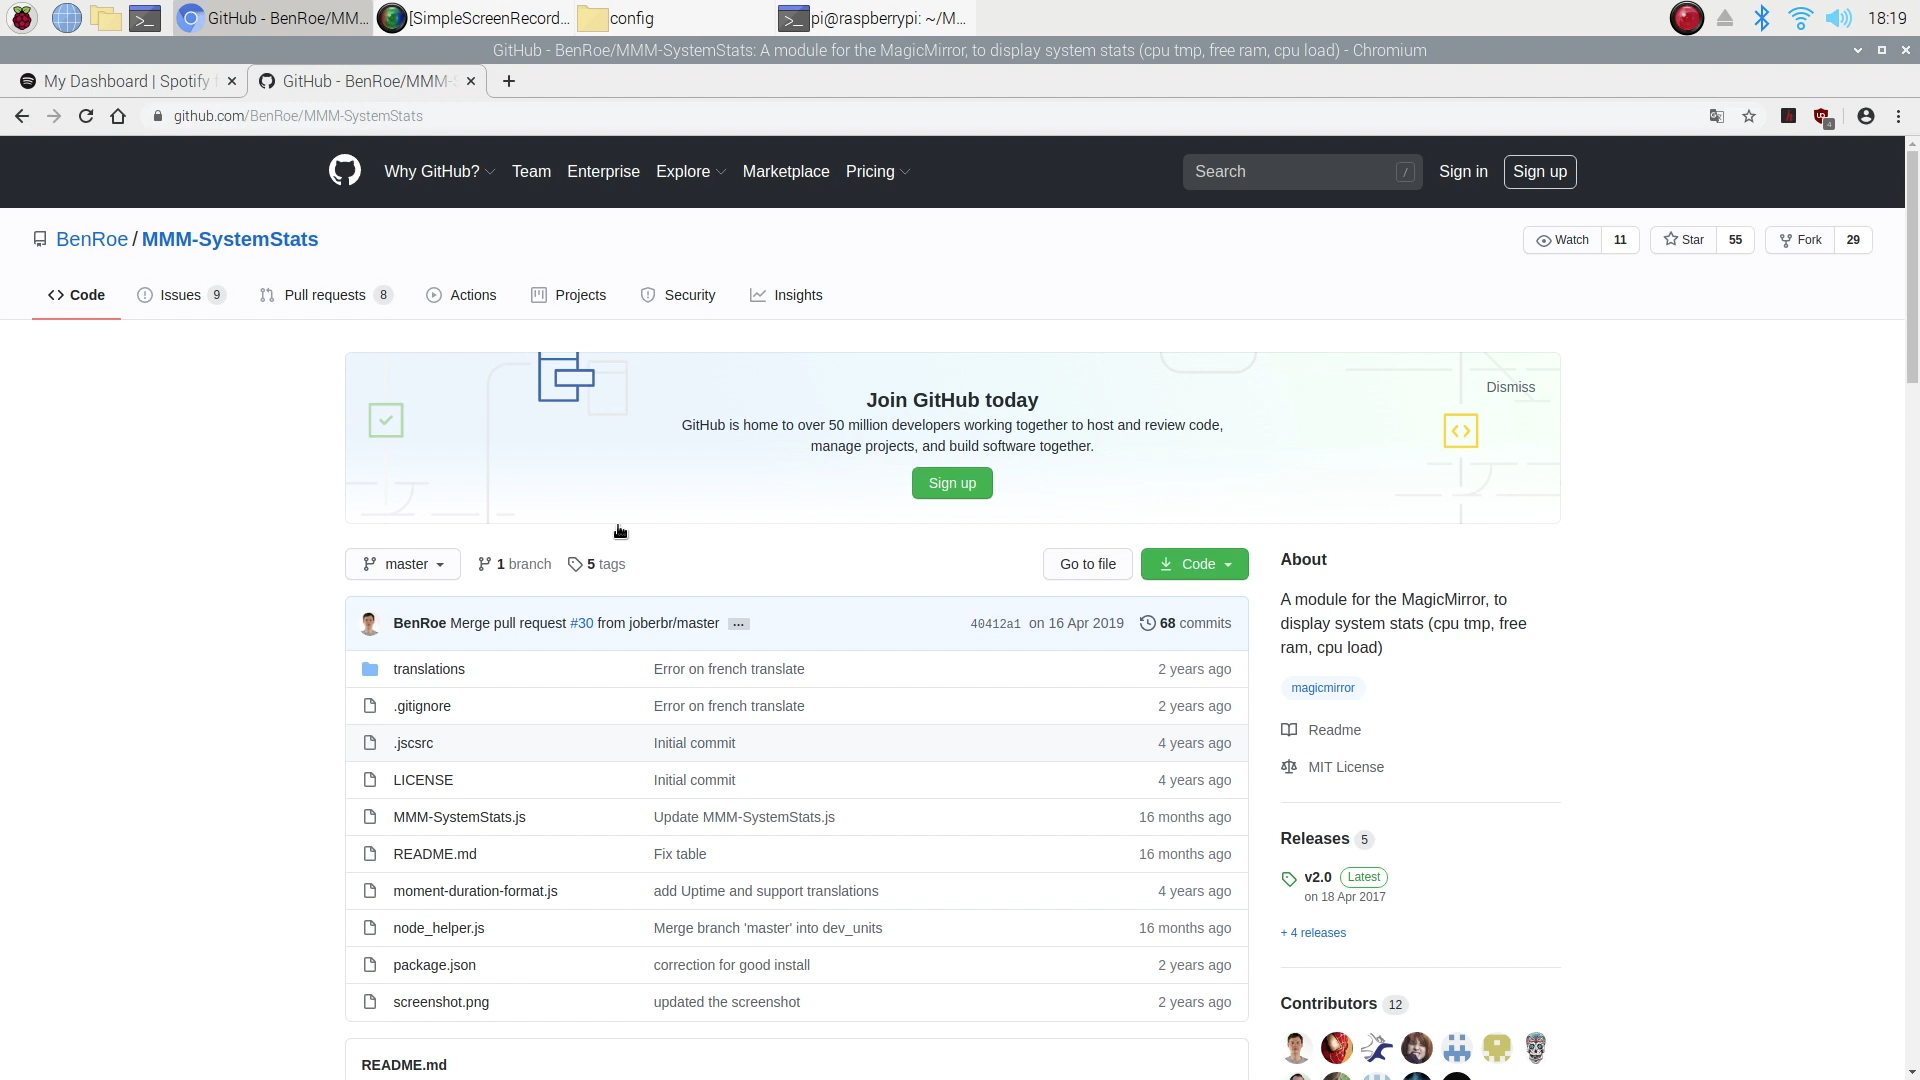 GitHub - BenRoe/MM... [SimpleScreenRecord... config pi@raspberrypi: ~/M... 18:19
GitHub - BenRoe/MMM-SystemStats: A module for the MagicMirror, to display system stats (cpu tmp, free ram, cpu load) - Chromium
My Dashboard | Spotify GitHub - BenRoe/MMM-S
github.com/BenRoe/MMM-SystemStats 4
Why GitHub? Team Enterprise Explore Marketplace Pricing Search / Sign in Sign up
BenRoe / MMM-SystemStats Watch 11 Star 55 Fork 29
Code Issues 9 Pull requests 8 Actions Projects Security Insights
Dismiss
Join GitHub today
GitHub is home to over 50 million developers working together to host and review code,
manage projects, and build software together.
Sign up
master 1 branch 5 tags Go to file Code
BenRoe Merge pull request #30 from joberbr/master ... 40412a1 on 16 Apr 2019 68 commits
translations Error on french translate 2 years ago
.gitignore Error on french translate 2 years ago
.jscsrc Initial commit 4 years ago
LICENSE Initial commit 4 years ago
MMM-SystemStats.js Update MMM-SystemStats.js 16 months ago
README.md Fix table 16 months ago
moment-duration-format.js add Uptime and support translations 4 years ago
node_helper.js Merge branch 'master' into dev_units 16 months ago
package.json correction for good install 2 years ago
screenshot.png updated the screenshot 2 years ago
README.md
About
A module for the MagicMirror, to
display system stats (cpu tmp, free
ram, cpu load)
magicmirror
Readme
MIT License
Releases 5
v2.0 Latest
on 18 Apr 2017
+ 4 releases
Contributors 12